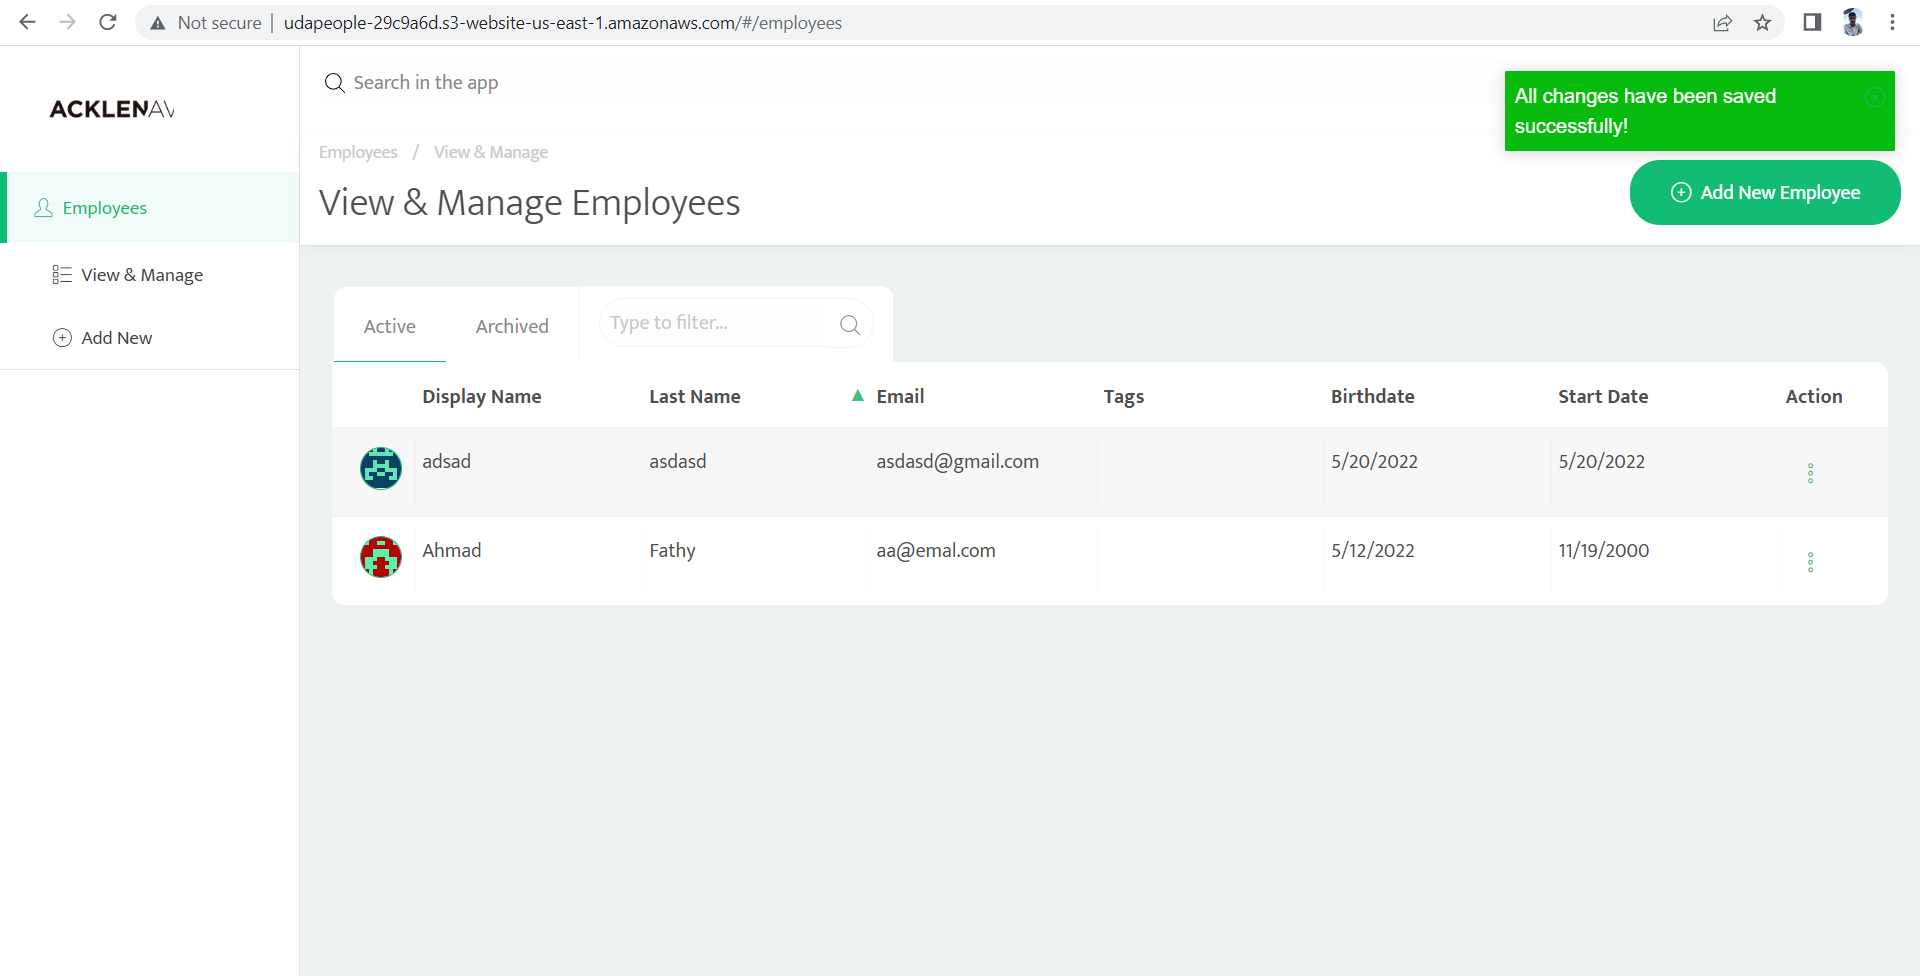 Not secure | udapeople-29c9a6d.s3-website-us-east-1.amazonaws.com/#/employees
Search in the app
All changes have been saved
successfully!
ACKLENAV
Employees / View & Manage
View & Manage Employees
Add New Employee
Employees
View & Manage
Add New
Active Archived Type to filter...
Display Name Last Name ▲ Email Tags Birthdate Start Date Action
adsad asdasd asdasd@gmail.com 5/20/2022 5/20/2022
Ahmad Fathy aa@emal.com 5/12/2022 11/19/2000